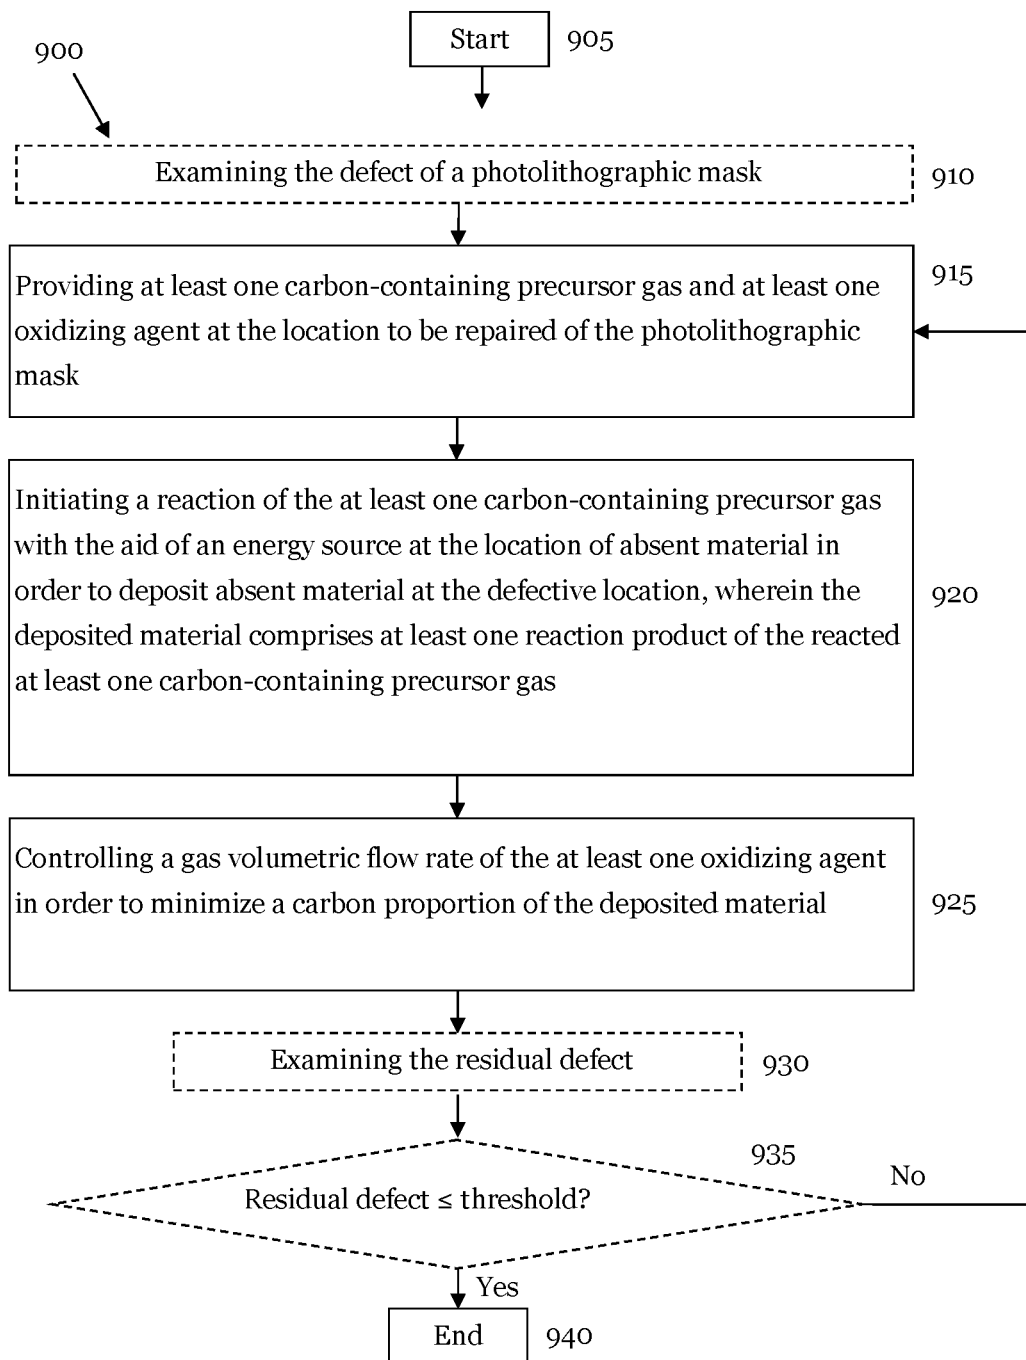 Start
905
900
Examining the defect of a photolithographic mask
910
Providing at least one carbon-containing precursor gas and at least one
oxidizing agent at the location to be repaired of the photolithographic
mask
915
Initiating a reaction of the at least one carbon-containing precursor gas
with the aid of an energy source at the location of absent material in
order to deposit absent material at the defective location, wherein the
deposited material comprises at least one reaction product of the reacted
at least one carbon-containing precursor gas
920
Controlling a gas volumetric flow rate of the at least one oxidizing agent
in order to minimize a carbon proportion of the deposited material
925
Examining the residual defect
930
935
Residual defect ≤ threshold?
No
Yes
End
940